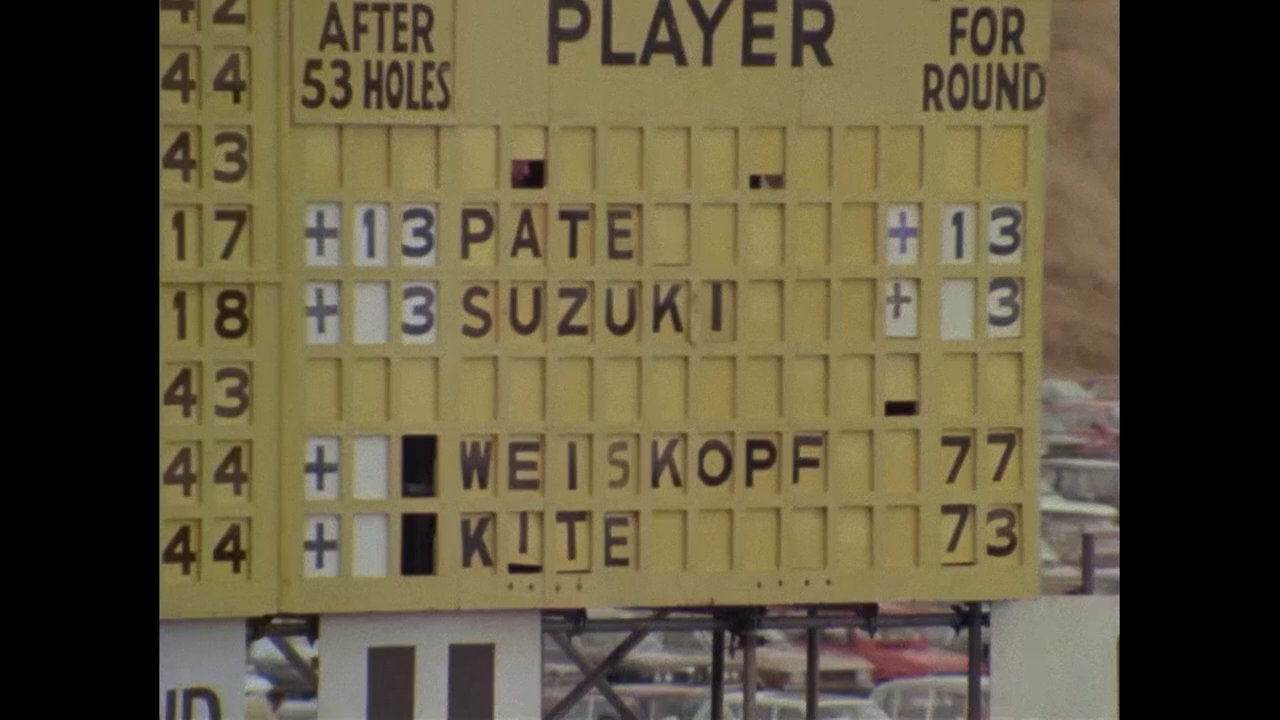 42
AFTER PLAYER FOR
44 53 HOLES ROUND
43
17 +13 PATE +13
18 + 3 SUZUKI + 3
43
44 + WEISKOPF 77
44 + KITE 73